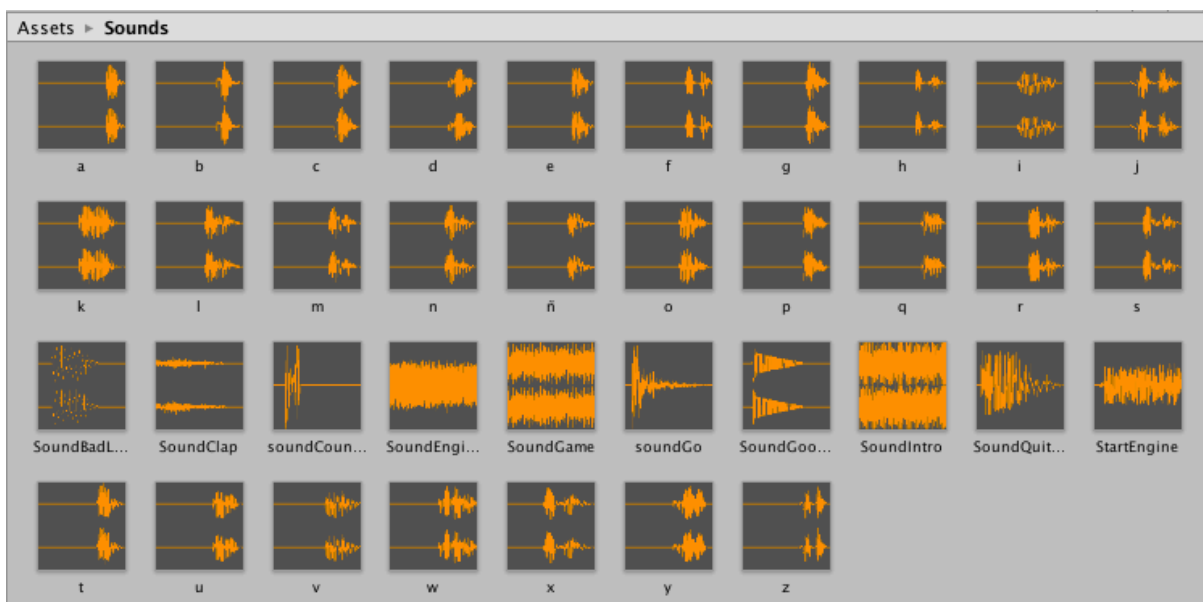 Assets ▸ Sounds
a b c d e f g h i j
k l m n ñ o p q r s
SoundBadL... SoundClap soundCoun... SoundEngi... SoundGame soundGo SoundGoo... SoundIntro SoundQuit... StartEngine
t u v w x y z